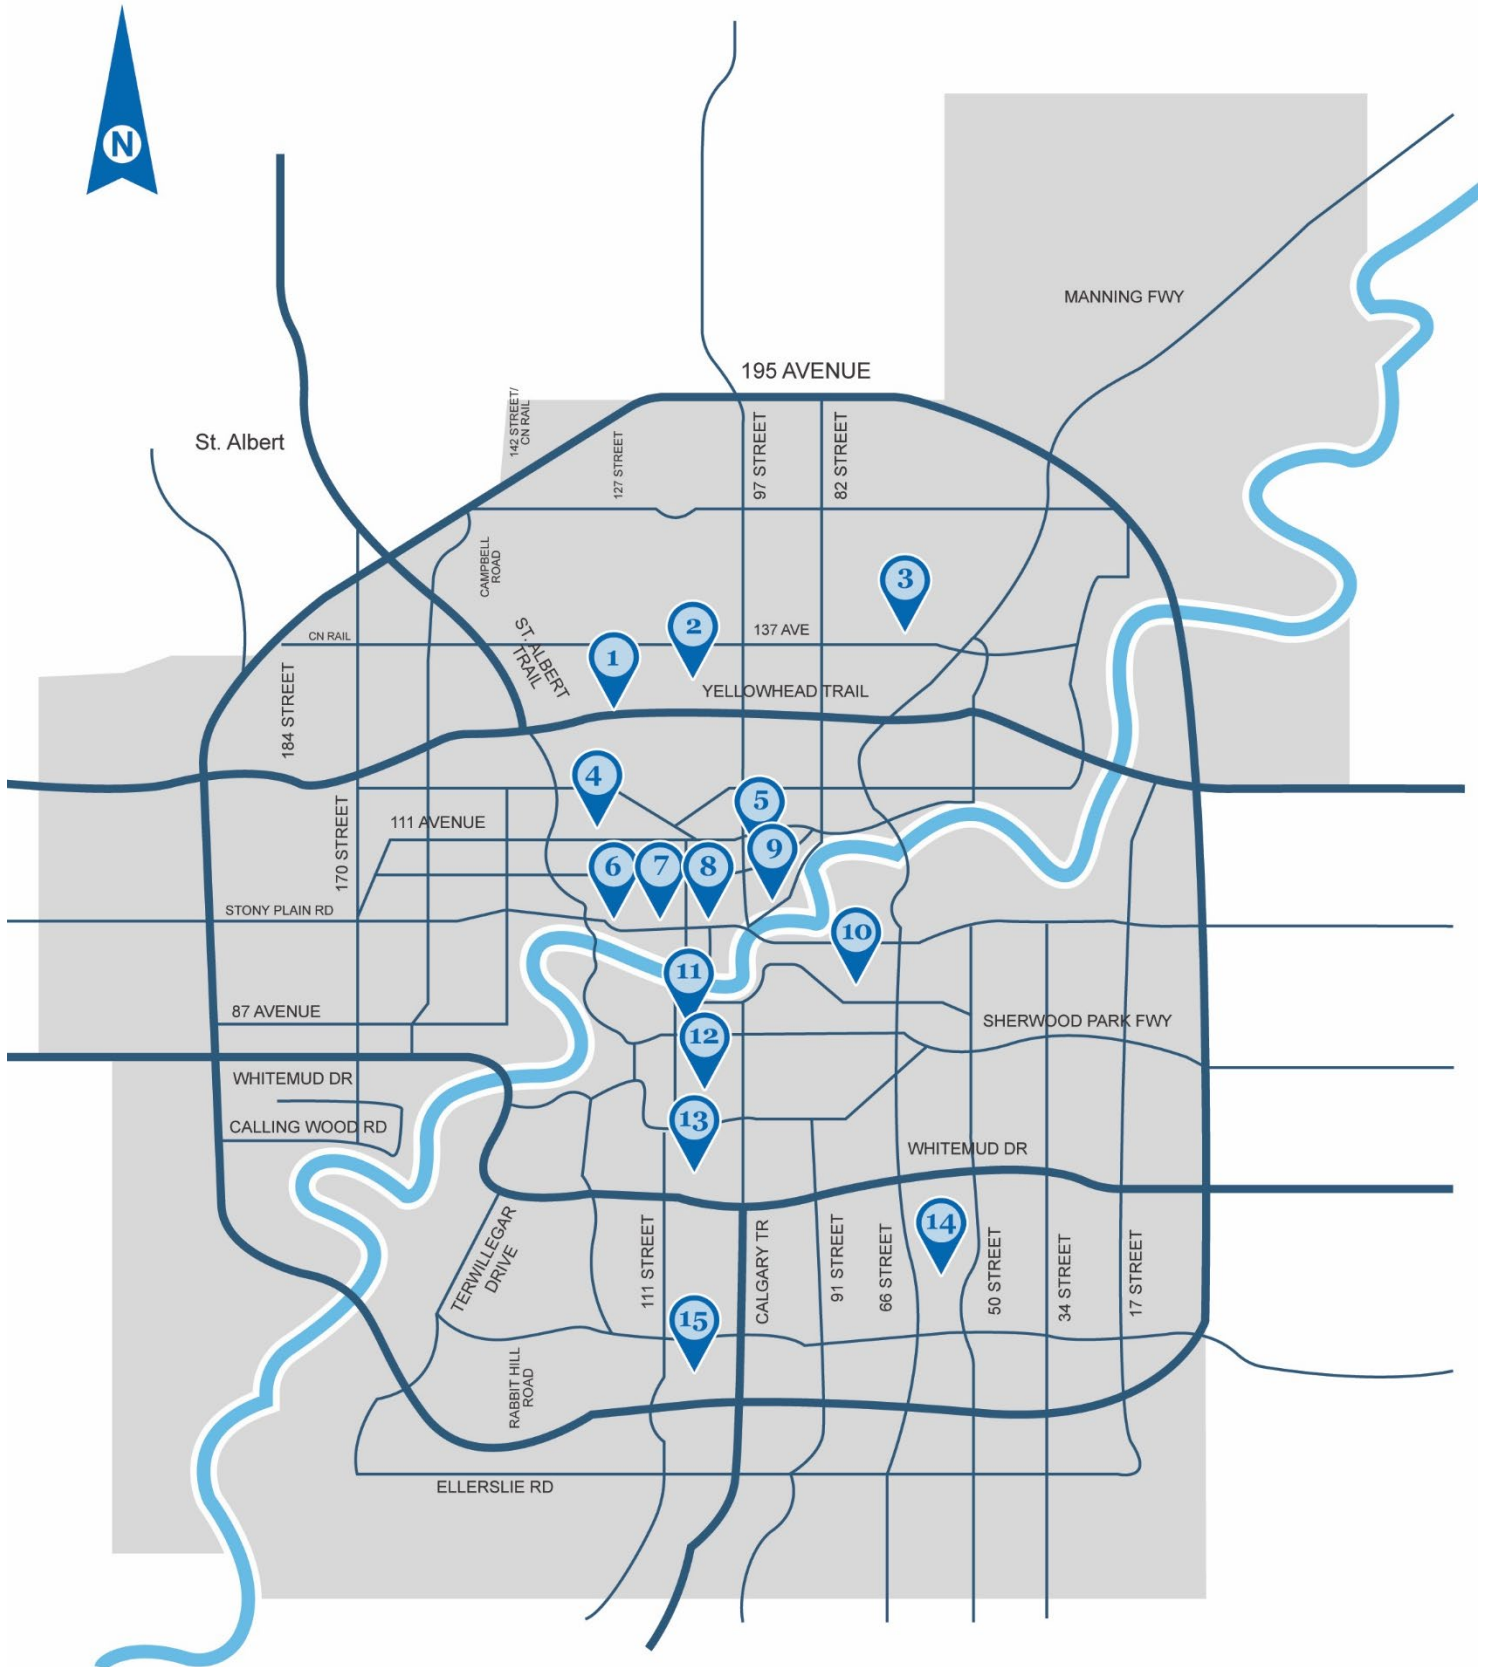 N
MANNING FWY
195 AVENUE
142 STREET/
CN RAIL
St. Albert
127 STREET
97 STREET
82 STREET
CAMPBELL
ROAD
3
2
137 AVE
CN RAIL
1
ST. ALBERT
TRAIL
YELLOWHEAD TRAIL
184 STREET
4
5
111 AVENUE
170 STREET
9
6
7
8
STONY PLAIN RD
10
11
87 AVENUE
SHERWOOD PARK FWY
12
WHITEMUD DR
13
CALLING WOOD RD
WHITEMUD DR
14
TERWILLEGAR
DRIVE
111 STREET
CALGARY TR
91 STREET
66 STREET
50 STREET
34 STREET
17 STREET
15
RABBIT HILL
ROAD
ELLERSLIE RD